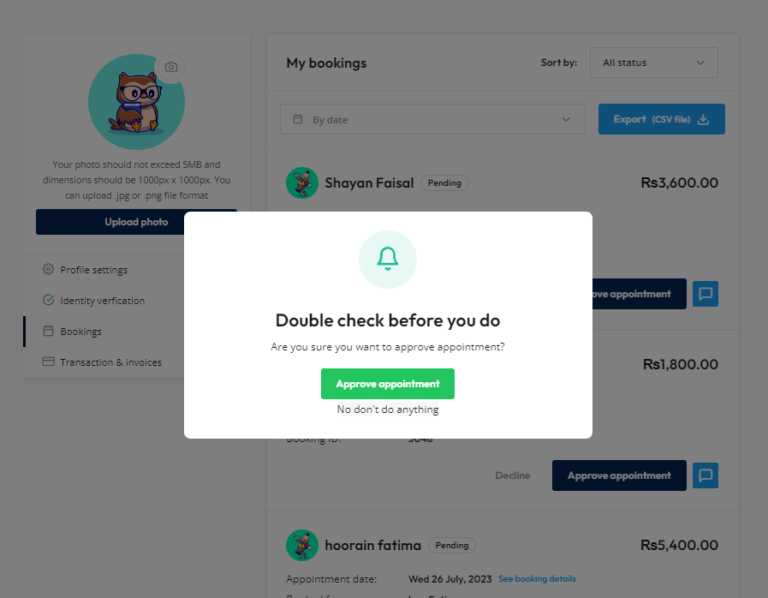 My bookings
Sort by:
All status
By date
Export (CSV file)
Your photo should not exceed 5MB and
dimensions should be 1000px x 1000px. You
can upload .jpg or .png file format
Upload photo
Shayan Faisal
Pending
Rs3,600.00
Profile settings
Identity verfication
Bookings
Transaction & invoices
appointment
Double check before you do
Are you sure you want to approve appointment?
Approve appointment
No don't do anything
Rs1,800.00
Booking ID:
Decline
Approve appointment
hoorain fatima
Pending
Rs5,400.00
Appointment date:
Wed 26 July, 2023
See booking details